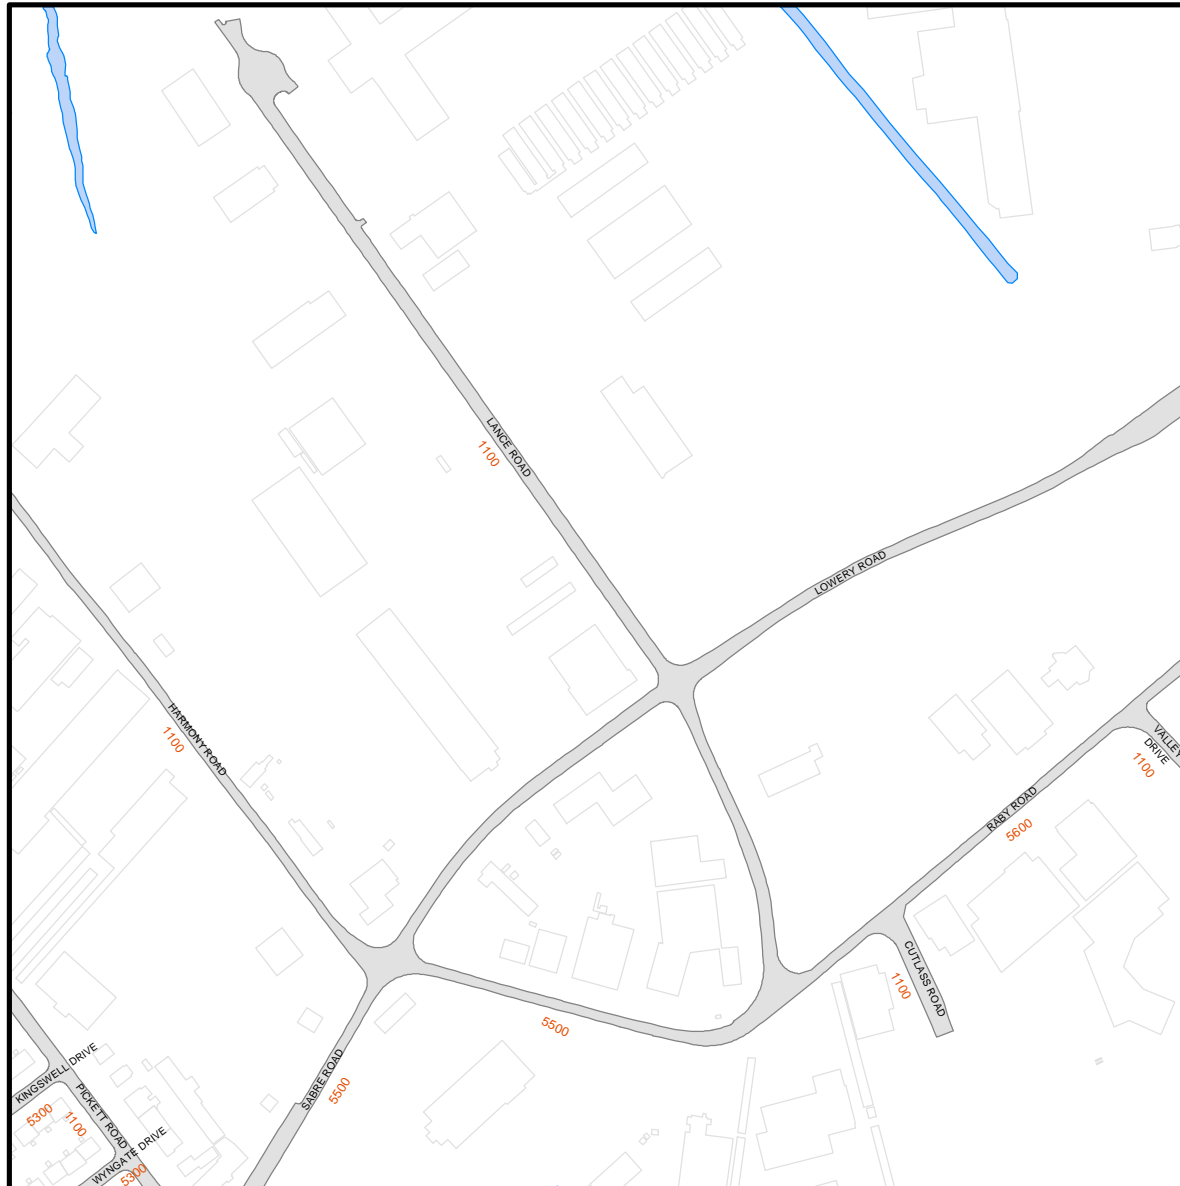 LANCE ROAD
1100
LOWERY ROAD
HARMONY ROAD
1100
VALLEY
DRIVE
1100
RABY ROAD
5600
CUTLASS ROAD
1100
5500
SABRE ROAD
5500
KINGSWELL DRIVE
5300
PICKETT ROAD
1100
WYNGATE DRIVE
5300